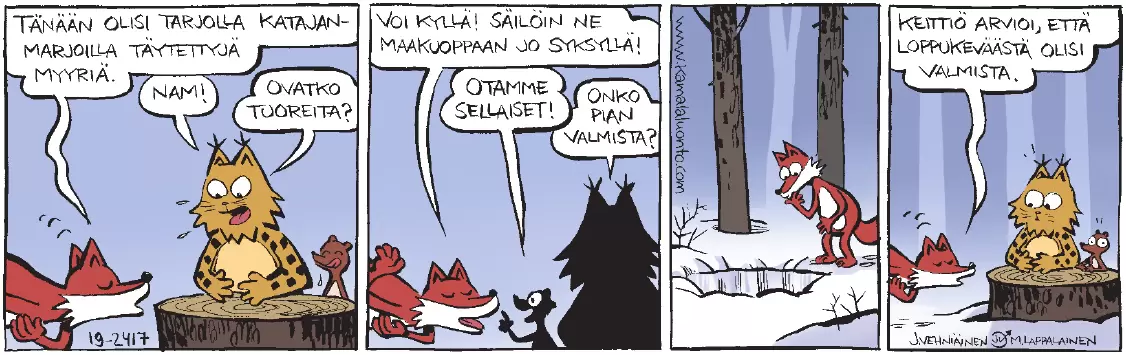 TÄNÄÄN OLISI TARJOLLA KATAJAN-
MARJOILLA TÄYTETTYJÄ
MYYRIÄ.
NAM!
OVATKO
TUOREITA?
19-2417
VOI KYLLÄ! SÄILÖIN NE
MAAKUOPPAAN JO SYKSYLLÄ!
OTAMME
SELLAISET!
ONKO
PIAN
VALMISTA?
www.kamalaluonto.com
KEITTIÖ ARVIOI, ETTÄ
LOPPUKEVÄÄSTÄ OLISI
VALMISTA.
J.VEHNIÄINEN JV M.LAPPALAINEN